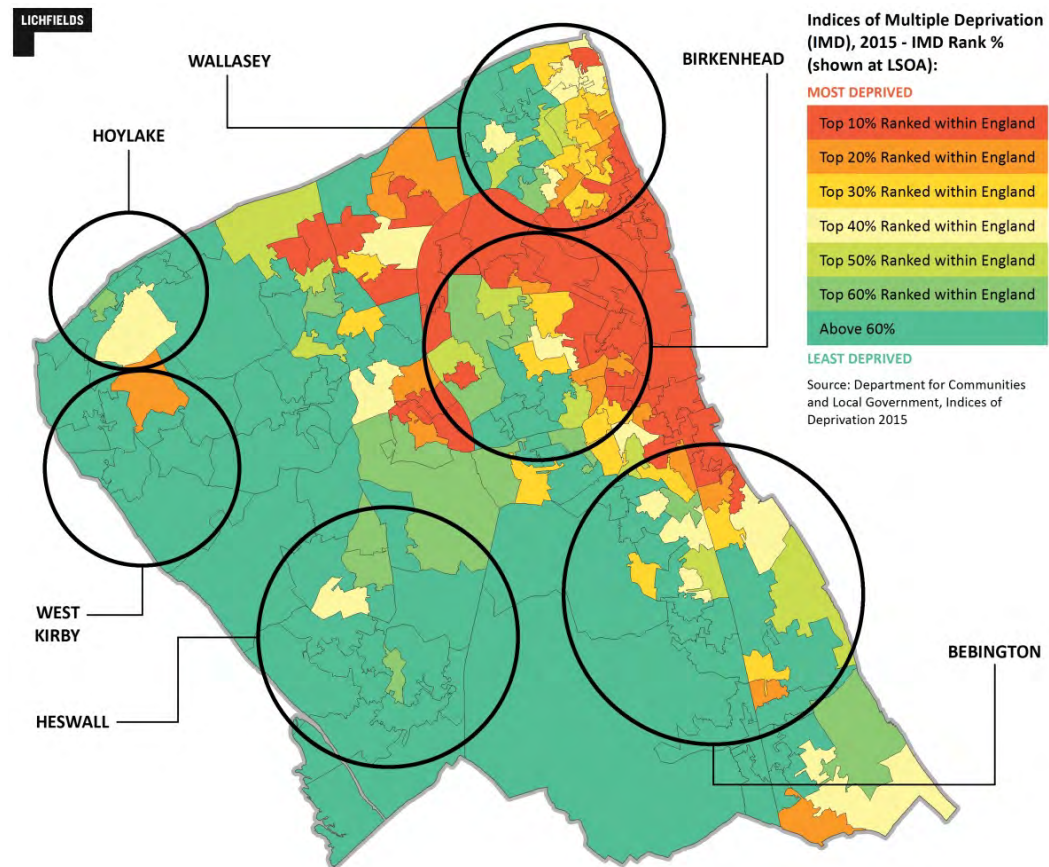 LICHFIELDS
WALLASEY
BIRKENHEAD
HOYLAKE
WEST
KIRBY
HESWALL
BEBINGTON
Indices of Multiple Deprivation
(IMD), 2015 - IMD Rank %
(shown at LSOA):
MOST DEPRIVED
Top 10% Ranked within England
Top 20% Ranked within England
Top 30% Ranked within England
Top 40% Ranked within England
Top 50% Ranked within England
Top 60% Ranked within England
Above 60%
LEAST DEPRIVED
Source: Department for Communities
and Local Government, Indices of
Deprivation 2015